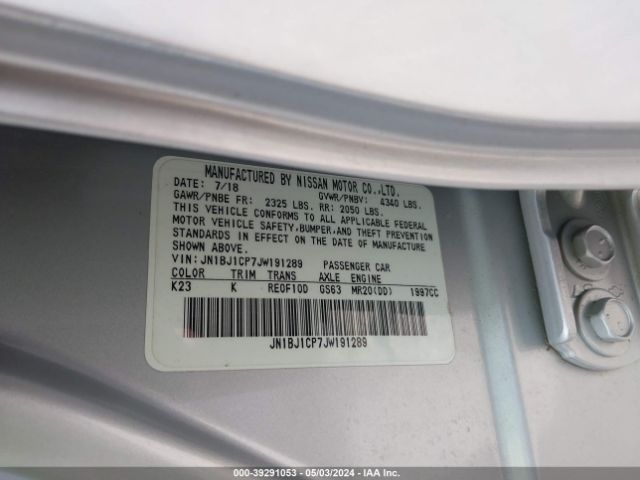 MANUFACTURED BY NISSAN MOTOR CO.,LTD.
DATE: 7/18 GVWR/PNBV: 4340 LBS.
GAWR/PNBE FR: 2325 LBS. RR: 2050 LBS.
THIS VEHICLE CONFORMS TO ALL APPLICABLE FEDERAL
MOTOR VEHICLE SAFETY,BUMPER,AND THEFT PREVENTION
STANDARDS IN EFFECT ON THE DATE OF MANUFACTURE
SHOWN ABOVE.
VIN: JN1BJ1CP7JW191289 PASSENGER CAR
COLOR TRIM TRANS AXLE ENGINE
K23 K RE0F10D GS63 MR20(DD) 1997CC
JN1BJ1CP7JW191289
000-39291053 - 05/03/2024 - IAA Inc.